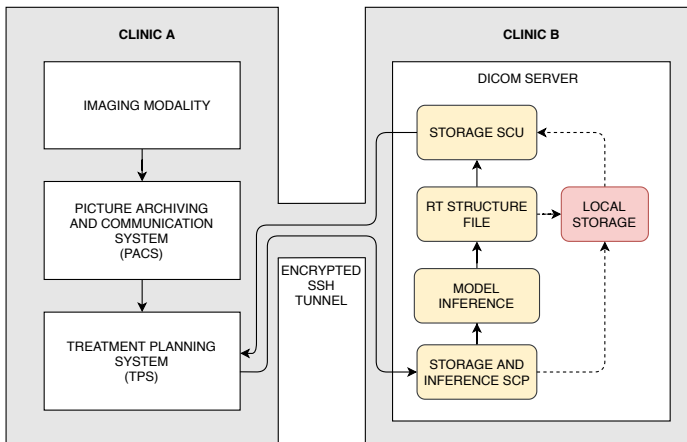 CLINIC A
IMAGING MODALITY
PICTURE ARCHIVING
AND COMMUNICATION
SYSTEM
(PACS)
TREATMENT PLANNING
SYSTEM
(TPS)
ENCRYPTED
SSH
TUNNEL
CLINIC B
DICOM SERVER
STORAGE SCU
RT STRUCTURE
FILE
LOCAL
STORAGE
MODEL
INFERENCE
STORAGE AND
INFERENCE SCP